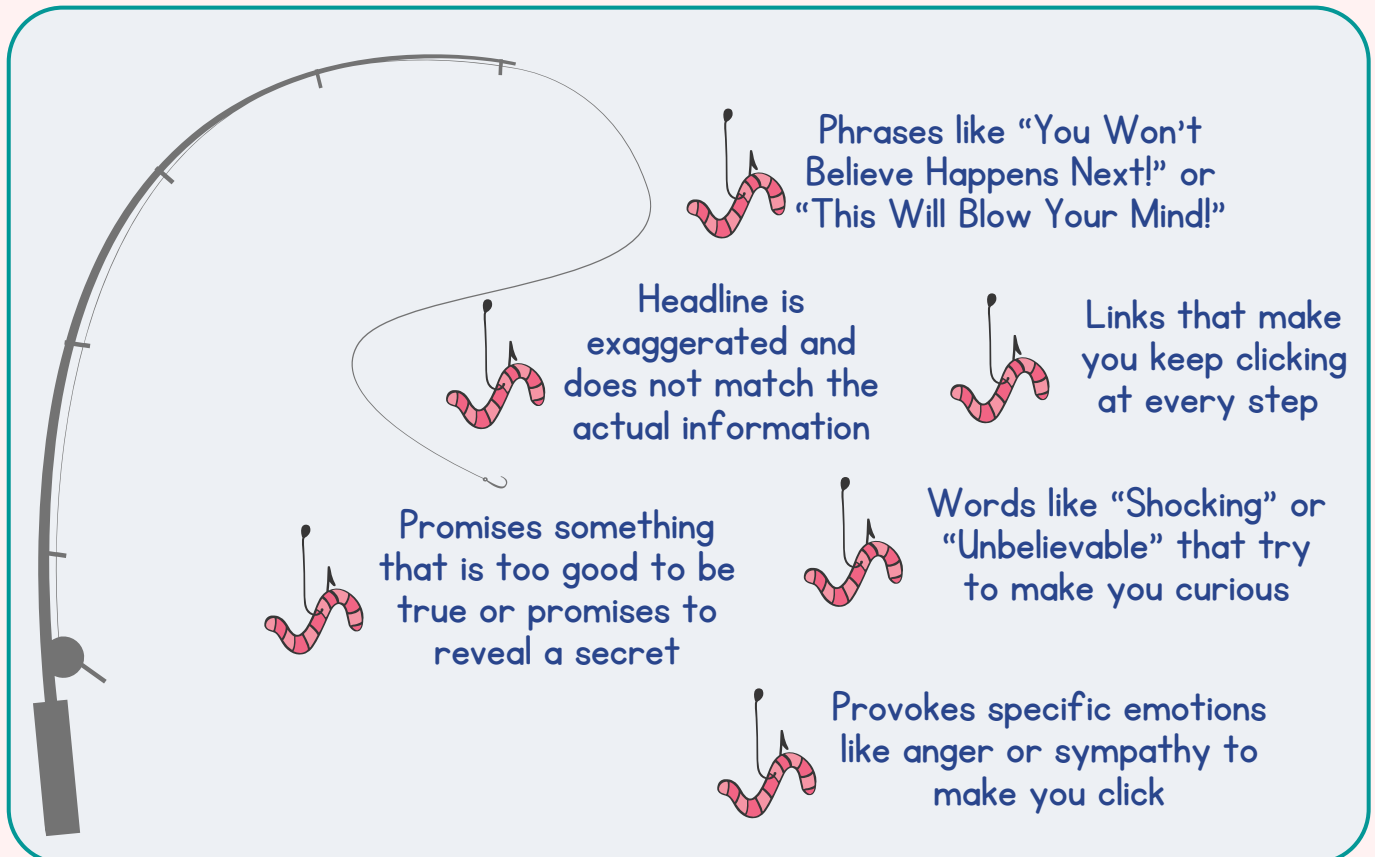 Phrases like “You Won’t
Believe Happens Next!” or
“This Will Blow Your Mind!”
Headline is
exaggerated and
does not match the
actual information
Links that make
you keep clicking
at every step
Promises something
that is too good to be
true or promises to
reveal a secret
Words like “Shocking” or
“Unbelievable” that try
to make you curious
Provokes specific emotions
like anger or sympathy to
make you click